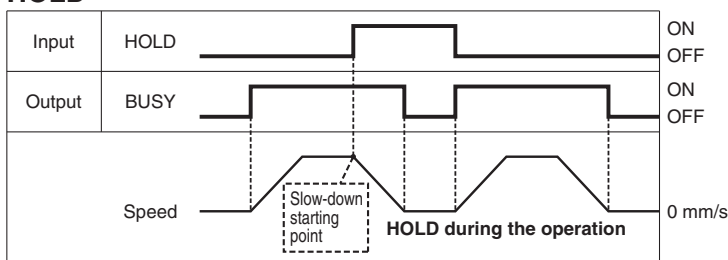 Input HOLD ON
OFF
Output BUSY ON
OFF
Speed 0 mm/s
Slow-down
starting
point
HOLD during the operation